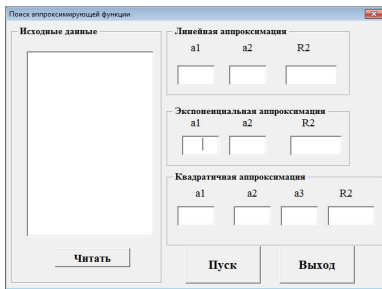 Поиск аппроксимирующей функции
Исходные данные
Читать
Линейная аппроксимация
a1 a2 R2
Экспоненциальная аппроксимация
a1 a2 R2
Квадратичная аппроксимация
a1 a2 a3 R2
Пуск Выход